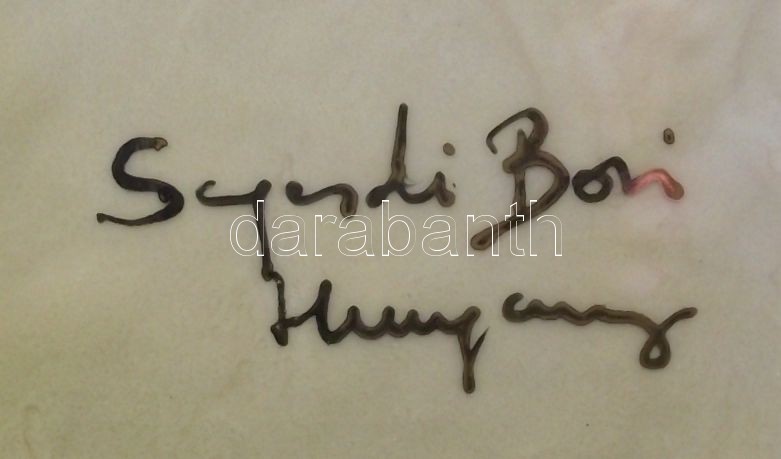 Szendi Bori
darabanth
Hungary